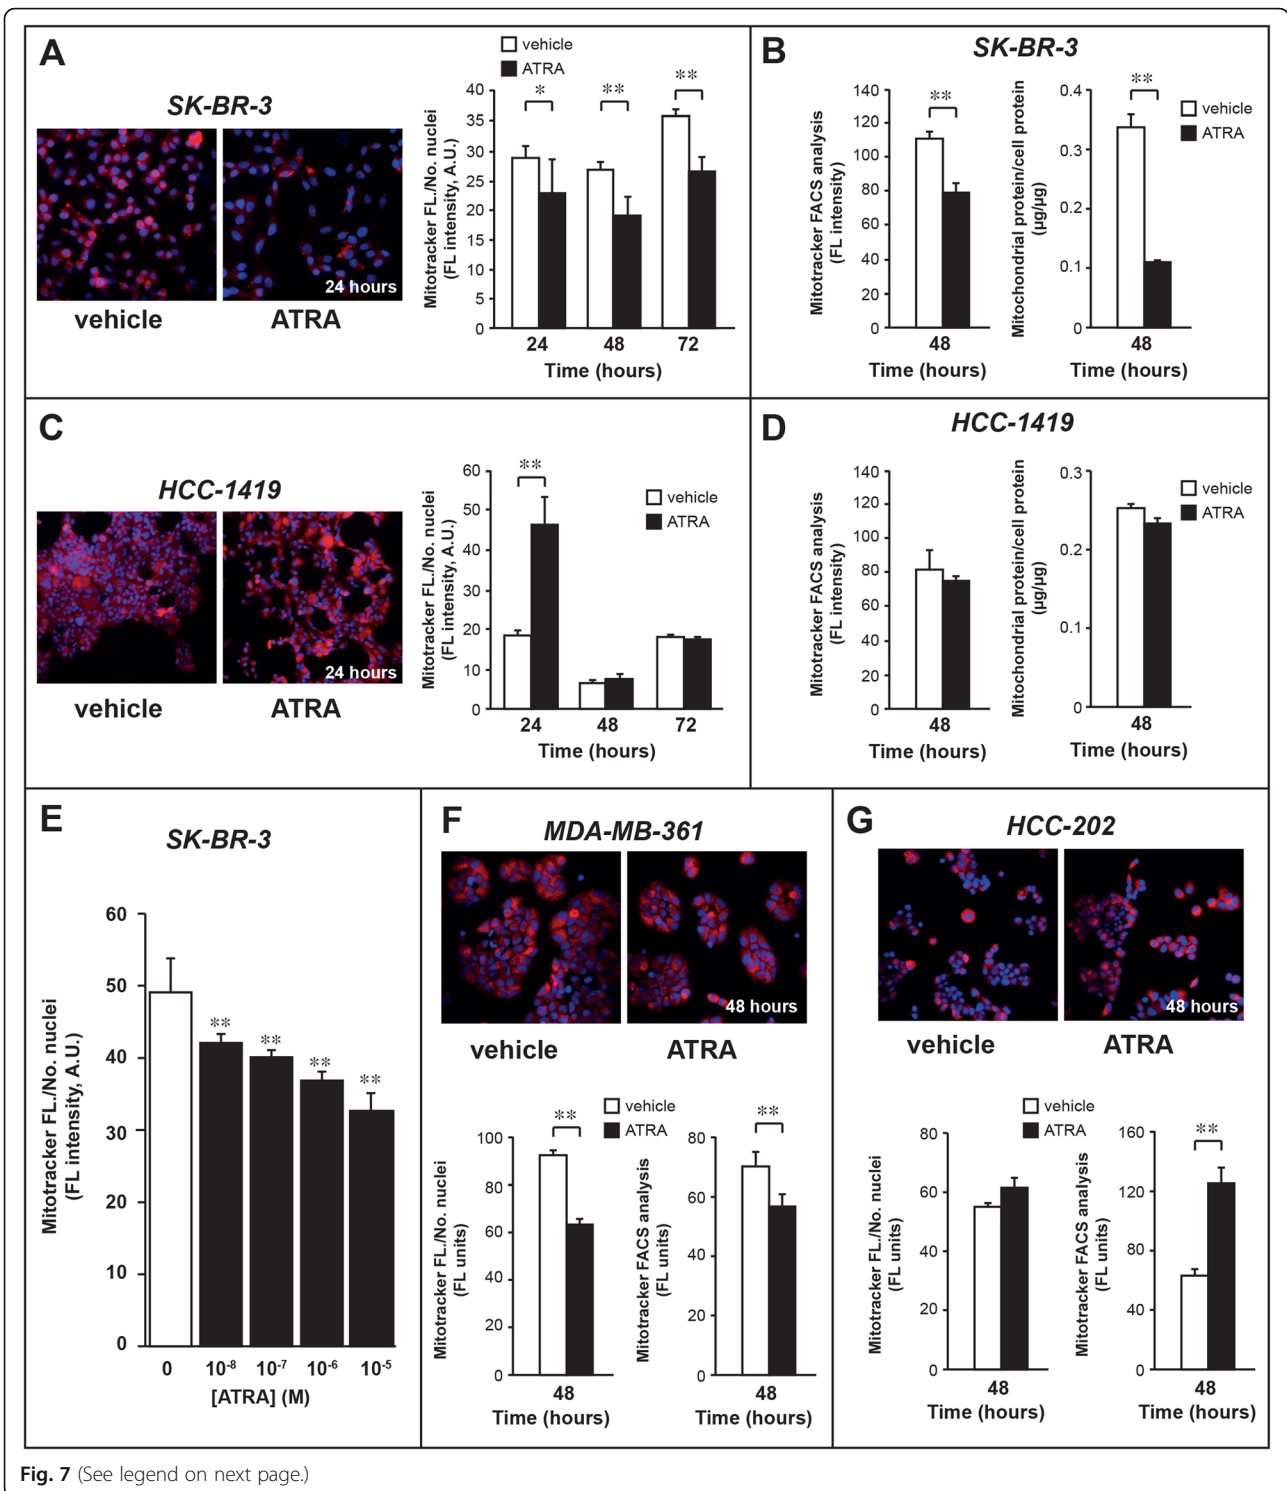 A
SK-BR-3
24 hours
vehicle
ATRA
vehicle
ATRA
Mitotracker FL./No. nuclei
(FL intensity, A.U.)
40
35
30
25
20
15
10
5
0
*
**
**
24
48
72
Time (hours)
B
SK-BR-3
Mitotracker FACS analysis
(FL intensity)
140
120
100
80
60
40
20
0
**
48
Time (hours)
Mitochondrial protein/cell protein
(µg/µg)
0.4
0.3
0.2
0.1
0
**
vehicle
ATRA
48
Time (hours)
C
HCC-1419
24 hours
vehicle
ATRA
Mitotracker FL./No. nuclei
(FL intensity, A.U.)
60
50
40
30
20
10
0
**
vehicle
ATRA
24
48
72
Time (hours)
D
HCC-1419
Mitotracker FACS analysis
(FL intensity)
140
120
100
80
60
40
20
0
48
Time (hours)
Mitochondrial protein/cell protein
(µg/µg)
0.3
0.2
0.1
0
vehicle
ATRA
48
Time (hours)
E
SK-BR-3
Mitotracker FL./No. nuclei
(FL intensity, A.U.)
60
50
40
30
20
10
0
**
**
**
**
0
10-8
10-7
10-6
10-5
[ATRA] (M)
F
MDA-MB-361
48 hours
vehicle
ATRA
vehicle
ATRA
Mitotracker FL./No. nuclei
(FL units)
100
80
60
40
20
0
**
48
Time (hours)
Mitotracker FACS analysis
(FL units)
80
60
40
20
0
**
48
Time (hours)
G
HCC-202
48 hours
vehicle
ATRA
vehicle
ATRA
Mitotracker FL./No. nuclei
(FL units)
80
60
40
20
0
48
Time (hours)
Mitotracker FACS analysis
(FL units)
160
120
80
40
0
**
48
Time (hours)
Fig. 7 (See legend on next page.)